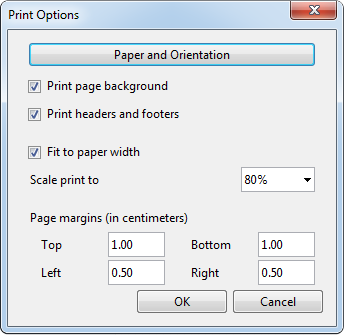 Print Options
Paper and Orientation
Print page background
Print headers and footers
Fit to paper width
Scale print to 80%
Page margins (in centimeters)
Top 1.00 Bottom 1.00
Left 0.50 Right 0.50
OK Cancel